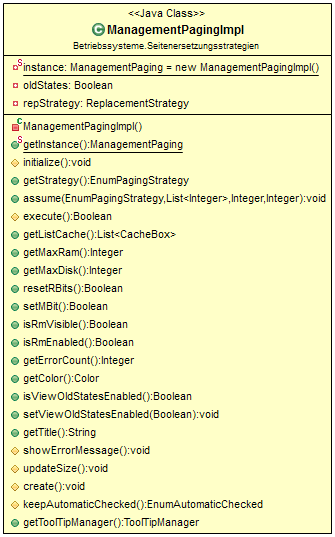 <<Java Class>>
ManagementPagingImpl
Betriebssysteme.Seitenersetzungsstrategien
instance: ManagementPaging = new ManagementPagingImpl()
oldStates: Boolean
repStrategy: ReplacementStrategy
ManagementPagingImpl()
getInstance():ManagementPaging
initialize():void
getStrategy():EnumPagingStrategy
assume(EnumPagingStrategy,List<Integer>,Integer,Integer):void
execute():Boolean
getListCache():List<CacheBox>
getMaxRam():Integer
getMaxDisk():Integer
resetRBits():Boolean
setMBit():Boolean
isRmVisible():Boolean
isRmEnabled():Boolean
getErrorCount():Integer
getColor():Color
isViewOldStatesEnabled():Boolean
setViewOldStatesEnabled(Boolean):void
getTitle():String
showErrorMessage():void
updateSize():void
create():void
keepAutomaticChecked():EnumAutomaticChecked
getToolTipManager():ToolTipManager